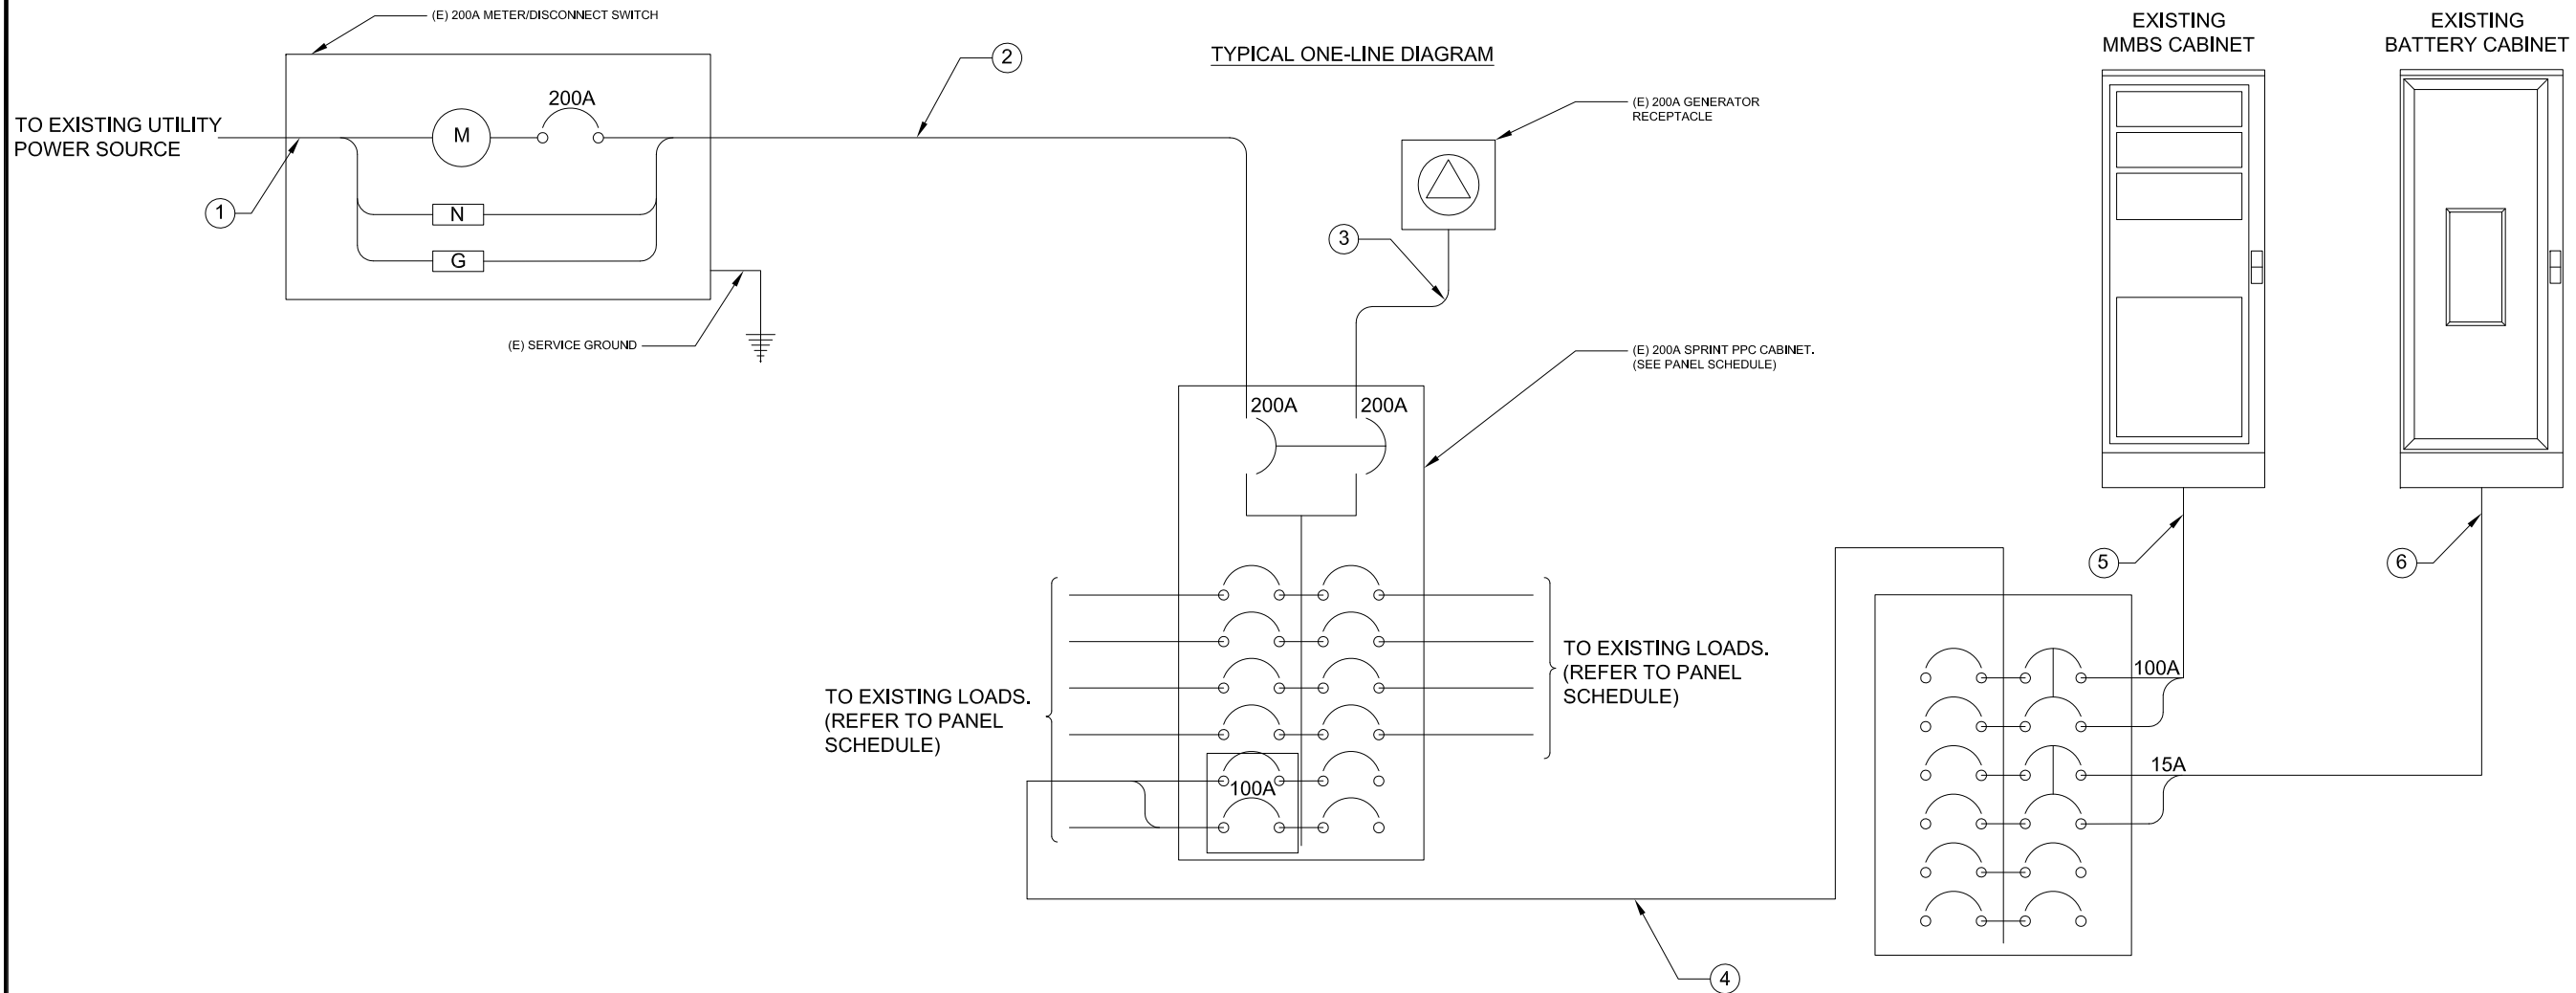 (E) 200A METER/DISCONNECT SWITCH
TO EXISTING UTILITY
POWER SOURCE
1
M
200A
N
G
(E) SERVICE GROUND
2
TYPICAL ONE-LINE DIAGRAM
(E) 200A GENERATOR
RECEPTACLE
3
(E) 200A SPRINT PPC CABINET.
(SEE PANEL SCHEDULE)
200A
200A
TO EXISTING LOADS.
(REFER TO PANEL
SCHEDULE)
100A
TO EXISTING LOADS.
(REFER TO PANEL
SCHEDULE)
4
EXISTING
MMBS CABINET
EXISTING
BATTERY CABINET
5
6
100A
15A